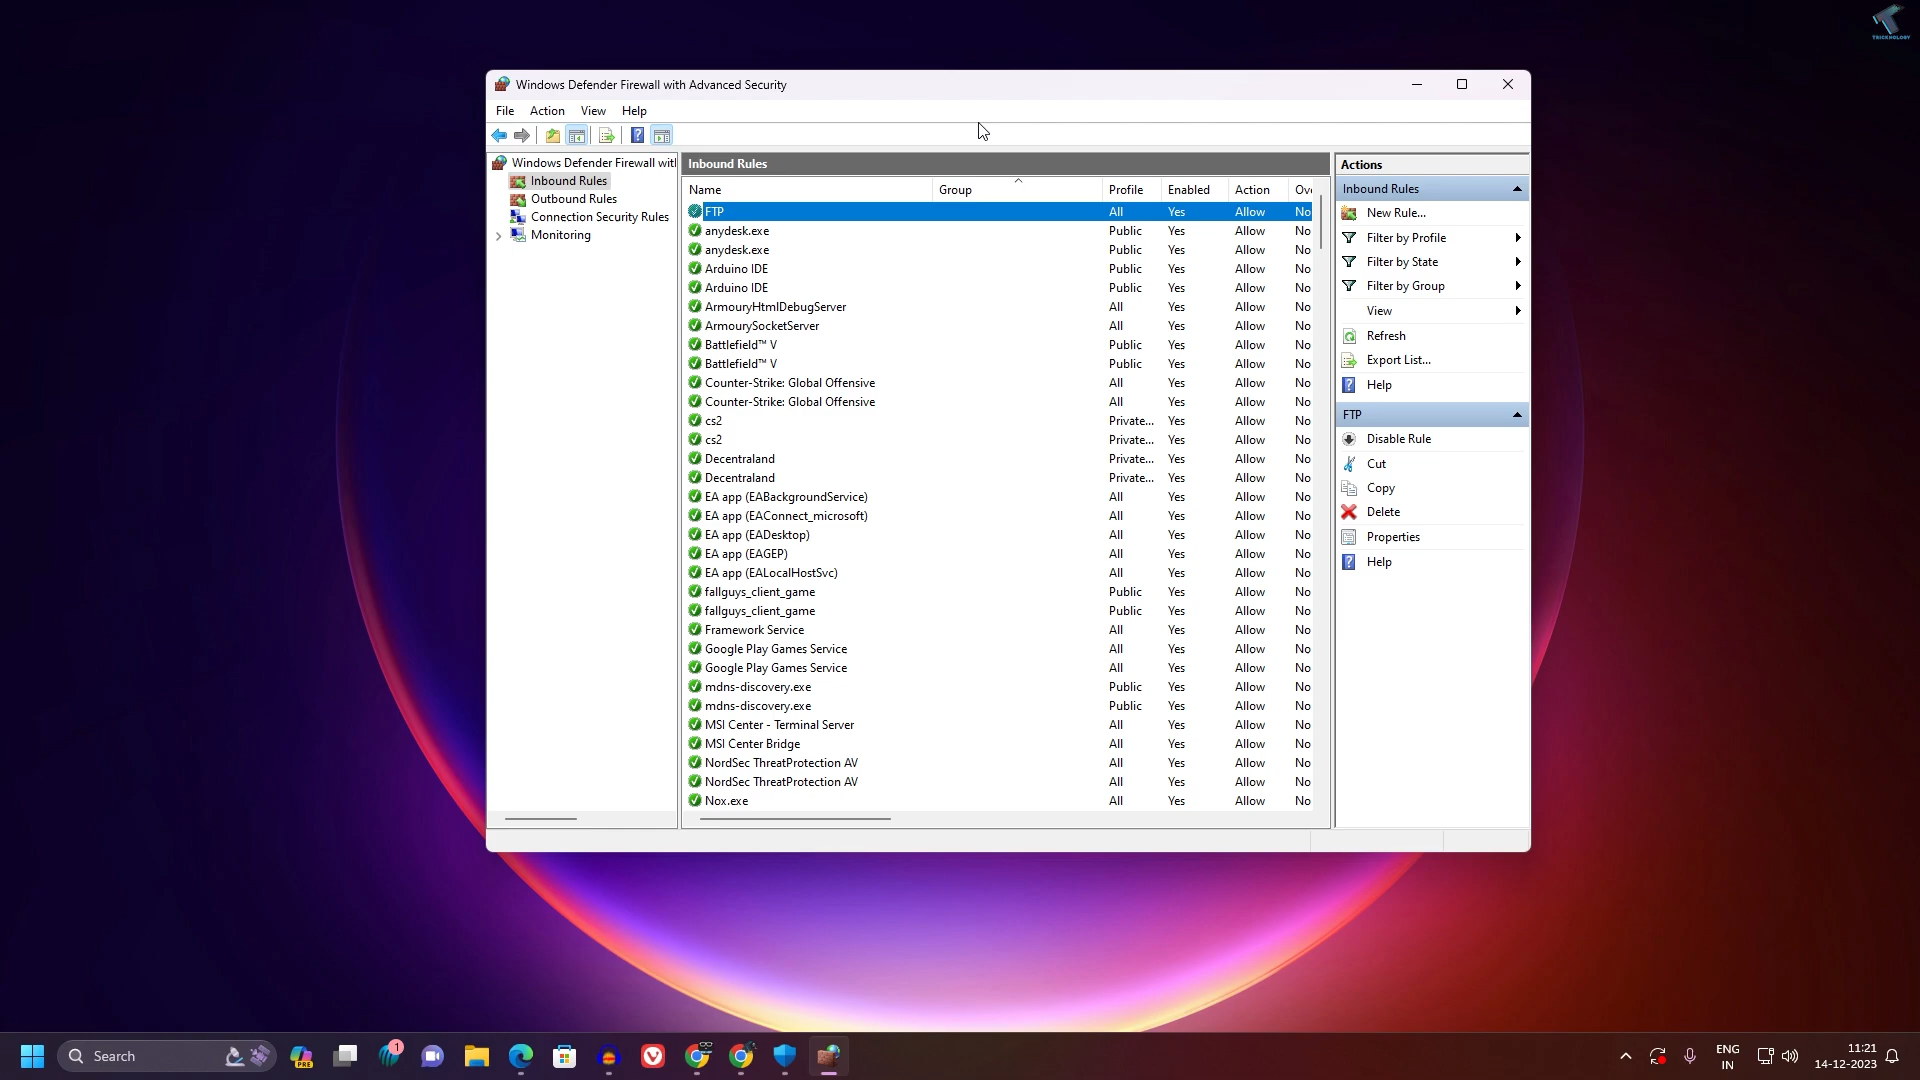 TRICKNOLOGY
Windows Defender Firewall with Advanced Security
File Action View Help
Windows Defender Firewall wit
Inbound Rules
Outbound Rules
Connection Security Rules
Monitoring
Inbound Rules
Name Group Profile Enabled Action Ove
FTP All Yes Allow No
anydesk.exe Public Yes Allow No
anydesk.exe Public Yes Allow No
Arduino IDE Public Yes Allow No
Arduino IDE Public Yes Allow No
ArmouryHtmlDebugServer All Yes Allow No
ArmourySocketServer All Yes Allow No
Battlefield™ V Public Yes Allow No
Battlefield™ V Public Yes Allow No
Counter-Strike: Global Offensive All Yes Allow No
Counter-Strike: Global Offensive All Yes Allow No
cs2 Private... Yes Allow No
cs2 Private... Yes Allow No
Decentraland Private... Yes Allow No
Decentraland Private... Yes Allow No
EA app (EABackgroundService) All Yes Allow No
EA app (EAConnect_microsoft) All Yes Allow No
EA app (EADesktop) All Yes Allow No
EA app (EAGEP) All Yes Allow No
EA app (EALocalHostSvc) All Yes Allow No
fallguys_client_game Public Yes Allow No
fallguys_client_game Public Yes Allow No
Framework Service All Yes Allow No
Google Play Games Service All Yes Allow No
Google Play Games Service All Yes Allow No
mdns-discovery.exe Public Yes Allow No
mdns-discovery.exe Public Yes Allow No
MSI Center - Terminal Server All Yes Allow No
MSI Center Bridge All Yes Allow No
NordSec ThreatProtection AV All Yes Allow No
NordSec ThreatProtection AV All Yes Allow No
Nox.exe All Yes Allow No
Actions
Inbound Rules
New Rule...
Filter by Profile
Filter by State
Filter by Group
View
Refresh
Export List...
Help
FTP
Disable Rule
Cut
Copy
Delete
Properties
Help
Search
PRE
1
ENG
IN
11:21
14-12-2023